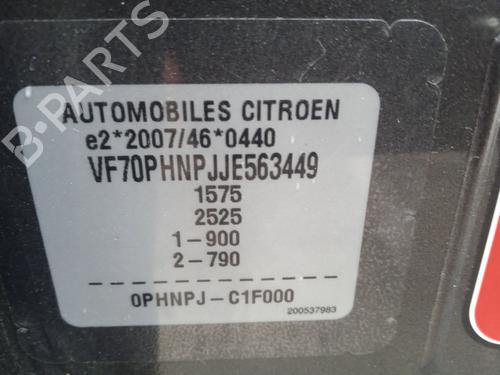 B-PARTS
AUTOMOBILES CITROEN
e2*2007/46*0440
VF70PHNPJJE563449
1575
2525
1-900
2-790
0PHNPJ-C1F000
200537983